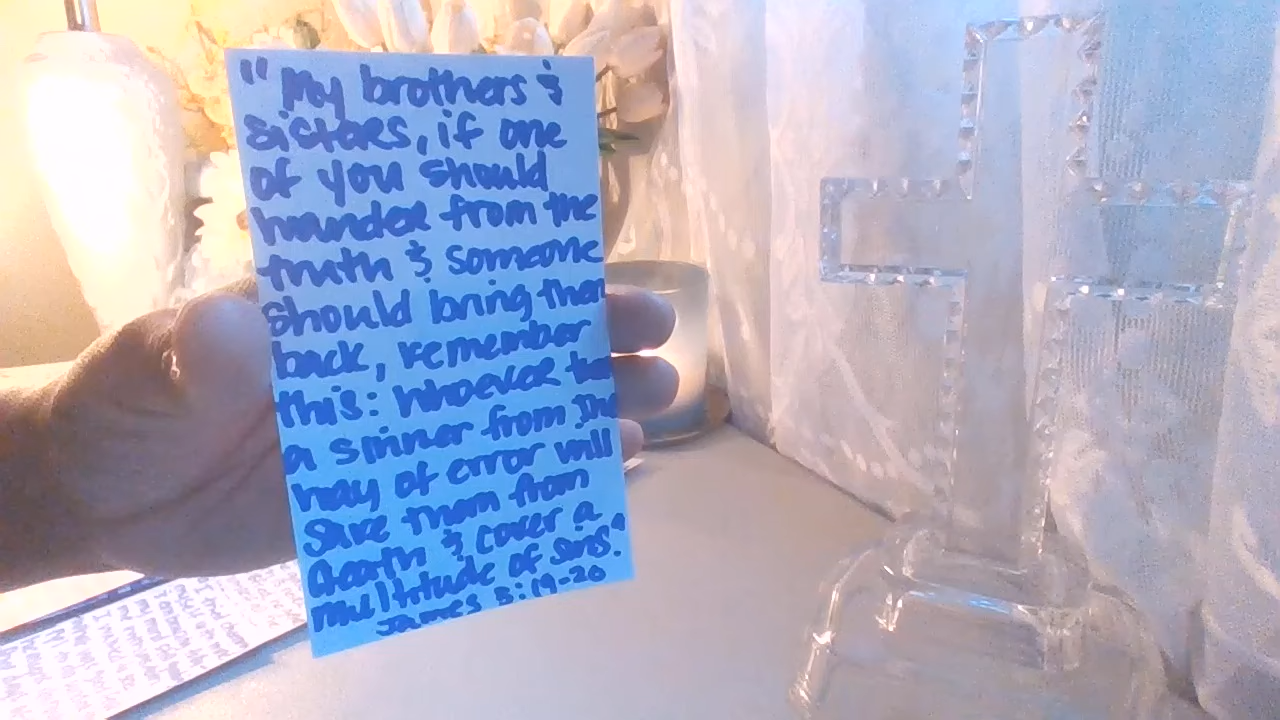 "My brothers &
sisters, if one
of you should
wander from the
truth & someone
should bring them
back, remember
this: Whoever
a sinner from the
way of error will
save them from
death & cover a
multitude of sins."
James 5:19-20